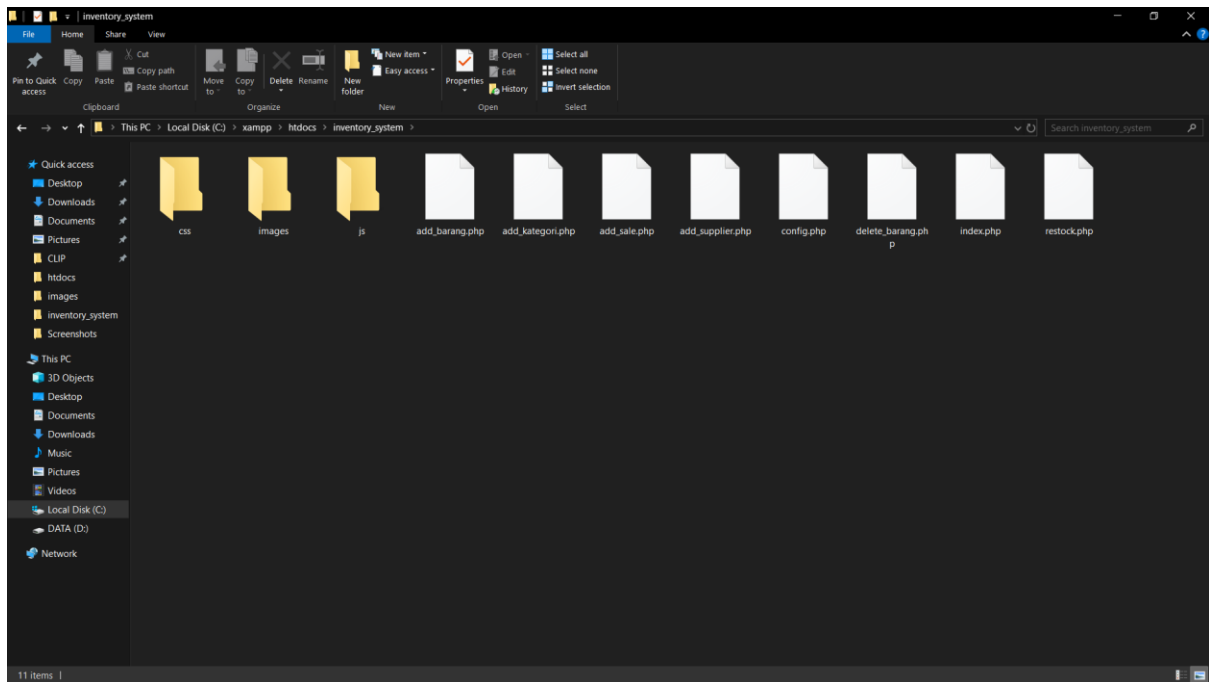 inventory_system
File Home Share View
Pin to Quick access
Copy
Paste
Cut
Copy path
Paste shortcut
Clipboard
Move to
Copy to
Delete
Rename
Organize
New folder
New item
Easy access
New
Properties
Open
Edit
History
Open
Select all
Select none
Invert selection
Select
This PC > Local Disk (C:) > xampp > htdocs > inventory_system >
Search inventory_system
Quick access
Desktop
Downloads
Documents
Pictures
CLIP
htdocs
images
inventory_system
Screenshots
This PC
3D Objects
Desktop
Documents
Downloads
Music
Pictures
Videos
Local Disk (C:)
DATA (D:)
Network
css
images
js
add_barang.php
add_kategori.php
add_sale.php
add_supplier.php
config.php
delete_barang.ph
p
index.php
restock.php
11 items